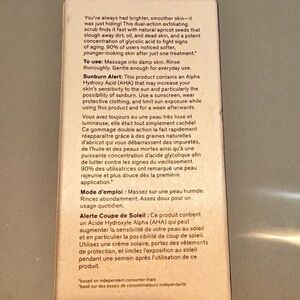 You've always had brighter, smoother skin—it
was just hiding! This dual-action exfoliating
scrub finds it fast with natural apricot seeds that
slough away dirt, oil, and dead skin, and a potent
concentration of glycolic acid to fight signs
of aging. 90% of users noticed softer,
younger-looking skin after just one treatment.*
To use: Massage into damp skin. Rinse
thoroughly. Gentle enough for everyday use.
Sunburn Alert: This product contains an Alpha
Hydroxy Acid (AHA) that may increase your
skin's sensitivity to the sun and particularly the
possibility of sunburn. Use a sunscreen, wear
protective clothing, and limit sun exposure while
using this product and for a week afterwards.
Vous avez toujours eu une peau très lisse et
lumineuse, elle était tout simplement cachée!
Ce gommage double action la fait rapidement
réapparaître grâce à des graines naturelles
d'abricot qui vous débarrassent des impuretés,
de l'huile et des peaux mortes ainsi qu'à une
puissante concentration d'acide glycolique afin
de lutter contre les signes du vieillissement.
90% des utilisatrices ont remarqué une peau
rajeunie et plus douce dès la première
application.*
Mode d'emploi : Massez sur une peau humide.
Rincez abondamment. Assez doux pour un
usage quotidien.
Alerte Coupe de Soleil : Ce produit contient
un Acide Hydroxyle Alpha (AHA) qui peut
augmenter la sensibilité de votre peau au soleil
et en particulier la possibilité de coup de soleil.
Utilisez une crème solaire, portez des vêtements
de protection, et limitez l'exposition au soleil
pendant une semaine après l'utilisation de ce
produit.
*based on independent consumer trials
*basé sur des essais de consommateurs indépendants